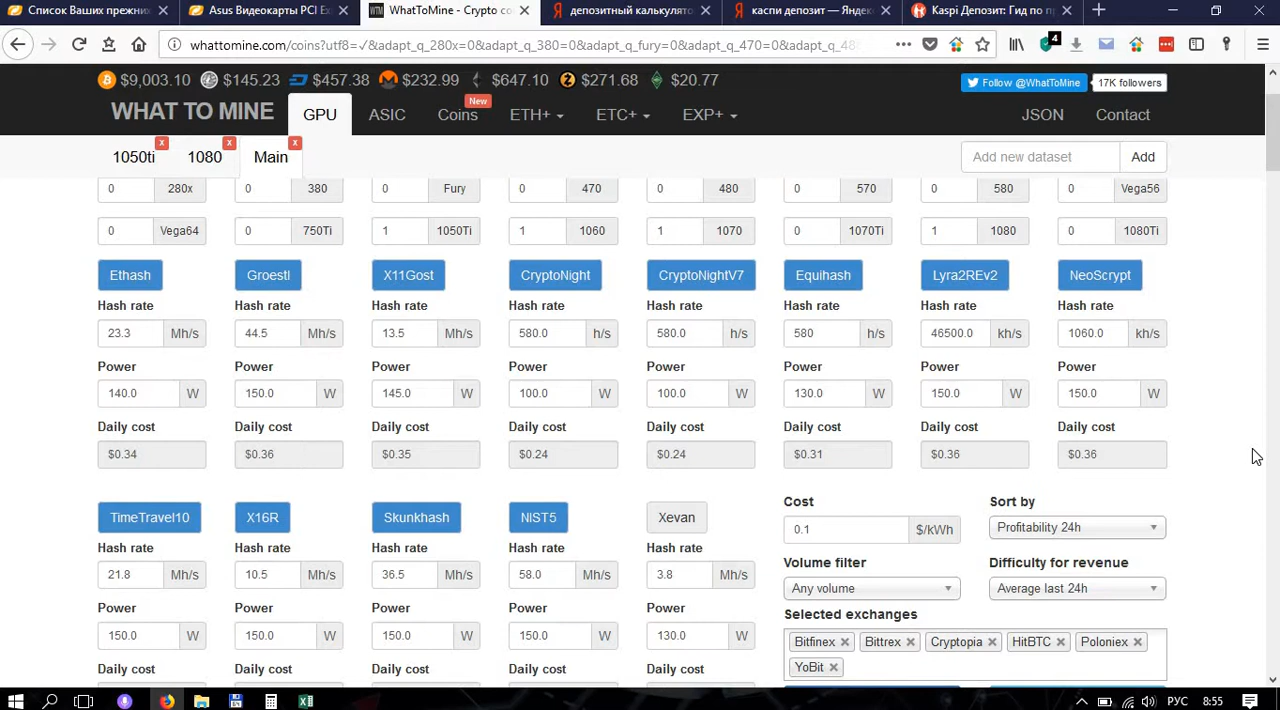 Список Ваших прежни
Asus Видеокарты PCI Ex
WhatToMine - Crypto co
депозитный калькулято
каспи депозит — Яндек
Kaspi Депозит: Гид по п
whattomine.com/coins?utf8=✓&adapt_q_280x=0&adapt_q_380=0&adapt_q_fury=0&adapt_q_470=0&adapt_q_48
4
$9,003.10 $145.23 $457.38 $232.99 $647.10 $271.68 $20.77
Follow @WhatToMine 17K followers
New
WHAT TO MINE GPU ASIC Coins ETH+ ETC+ EXP+ JSON Contact
1050ti x 1080 x Main x Add new dataset Add
0 280x 0 380 0 Fury 0 470 0 480 0 570 0 580 0 Vega56
0 Vega64 0 750Ti 1 1050Ti 1 1060 1 1070 0 1070Ti 1 1080 0 1080Ti
Ethash Groestl X11Gost CryptoNight CryptoNightV7 Equihash Lyra2REv2 NeoScrypt
Hash rate Hash rate Hash rate Hash rate Hash rate Hash rate Hash rate Hash rate
23.3 Mh/s 44.5 Mh/s 13.5 Mh/s 580.0 h/s 580.0 h/s 580 h/s 46500.0 kh/s 1060.0 kh/s
Power Power Power Power Power Power Power Power
140.0 W 150.0 W 145.0 W 100.0 W 100.0 W 130.0 W 150.0 W 150.0 W
Daily cost Daily cost Daily cost Daily cost Daily cost Daily cost Daily cost Daily cost
$0.34 $0.36 $0.35 $0.24 $0.24 $0.31 $0.36 $0.36
TimeTravel10 X16R Skunkhash NIST5 Xevan
Hash rate Hash rate Hash rate Hash rate Hash rate
21.8 Mh/s 10.5 Mh/s 36.5 Mh/s 58.0 Mh/s 3.8 Mh/s
Power Power Power Power Power
150.0 W 150.0 W 150.0 W 150.0 W 130.0 W
Daily cost Daily cost Daily cost Daily cost Daily cost
Cost Sort by
0.1 $/kWh Profitability 24h
Volume filter Difficulty for revenue
Any volume Average last 24h
Selected exchanges
Bitfinex Bittrex Cryptopia HitBTC Poloniex
YoBit
РУС 8:55